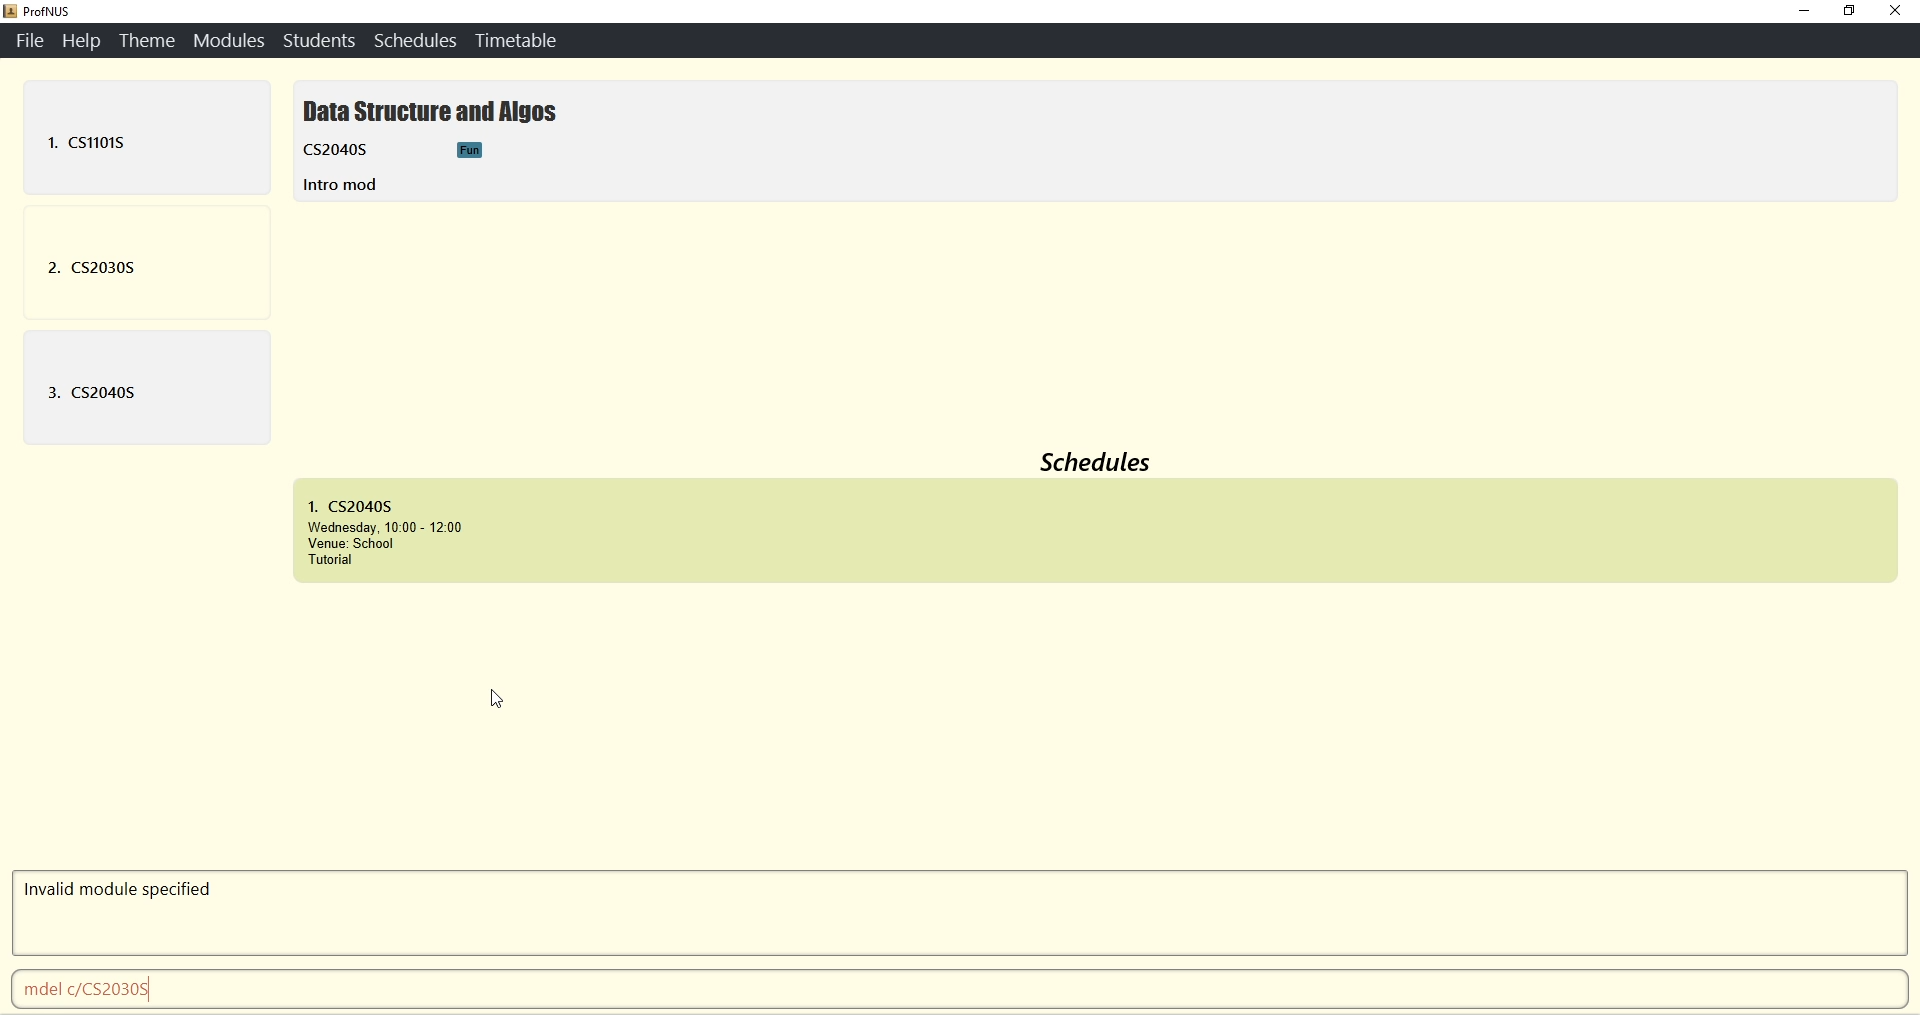 ProfNUS
File Help Theme Modules Students Schedules Timetable
1. CS1101S
2. CS2030S
3. CS2040S
Data Structure and Algos
CS2040S Fun
Intro mod
Schedules
1. CS2040S
Wednesday, 10:00 - 12:00
Venue: School
Tutorial
Invalid module specified
mdel c/CS2030S